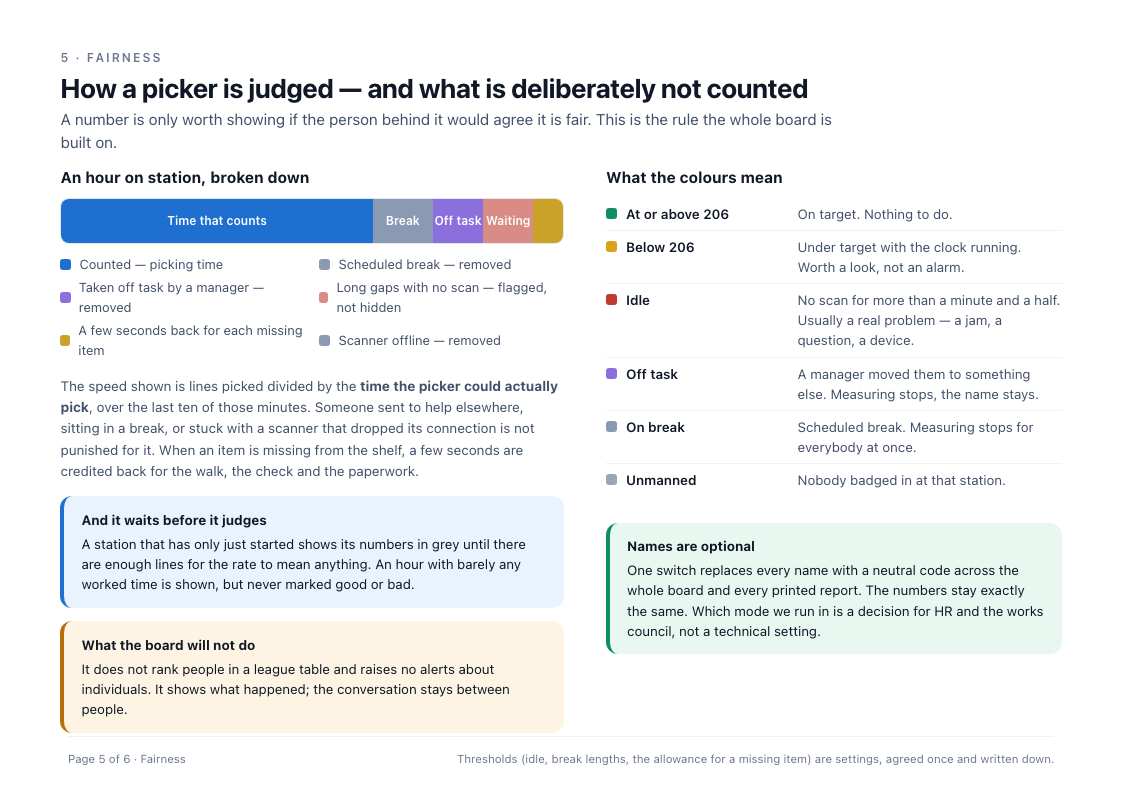 5 · FAIRNESS
How a picker is judged — and what is deliberately not counted
A number is only worth showing if the person behind it would agree it is fair. This is the rule the whole board is
built on.
An hour on station, broken down
Time that counts
Break
Off task
Waiting
Counted — picking time
Scheduled break — removed
Taken off task by a manager —
removed
Long gaps with no scan — flagged,
not hidden
A few seconds back for each missing
item
Scanner offline — removed
The speed shown is lines picked divided by the time the picker could actually
pick, over the last ten of those minutes. Someone sent to help elsewhere,
sitting in a break, or stuck with a scanner that dropped its connection is not
punished for it. When an item is missing from the shelf, a few seconds are
credited back for the walk, the check and the paperwork.
And it waits before it judges
A station that has only just started shows its numbers in grey until there
are enough lines for the rate to mean anything. An hour with barely any
worked time is shown, but never marked good or bad.
What the board will not do
It does not rank people in a league table and raises no alerts about
individuals. It shows what happened; the conversation stays between
people.
What the colours mean
At or above 206
On target. Nothing to do.
Below 206
Under target with the clock running.
Worth a look, not an alarm.
Idle
No scan for more than a minute and a half.
Usually a real problem — a jam, a
question, a device.
Off task
A manager moved them to something
else. Measuring stops, the name stays.
On break
Scheduled break. Measuring stops for
everybody at once.
Unmanned
Nobody badged in at that station.
Names are optional
One switch replaces every name with a neutral code across the
whole board and every printed report. The numbers stay exactly
the same. Which mode we run in is a decision for HR and the works
council, not a technical setting.
Page 5 of 6 · Fairness
Thresholds (idle, break lengths, the allowance for a missing item) are settings, agreed once and written down.